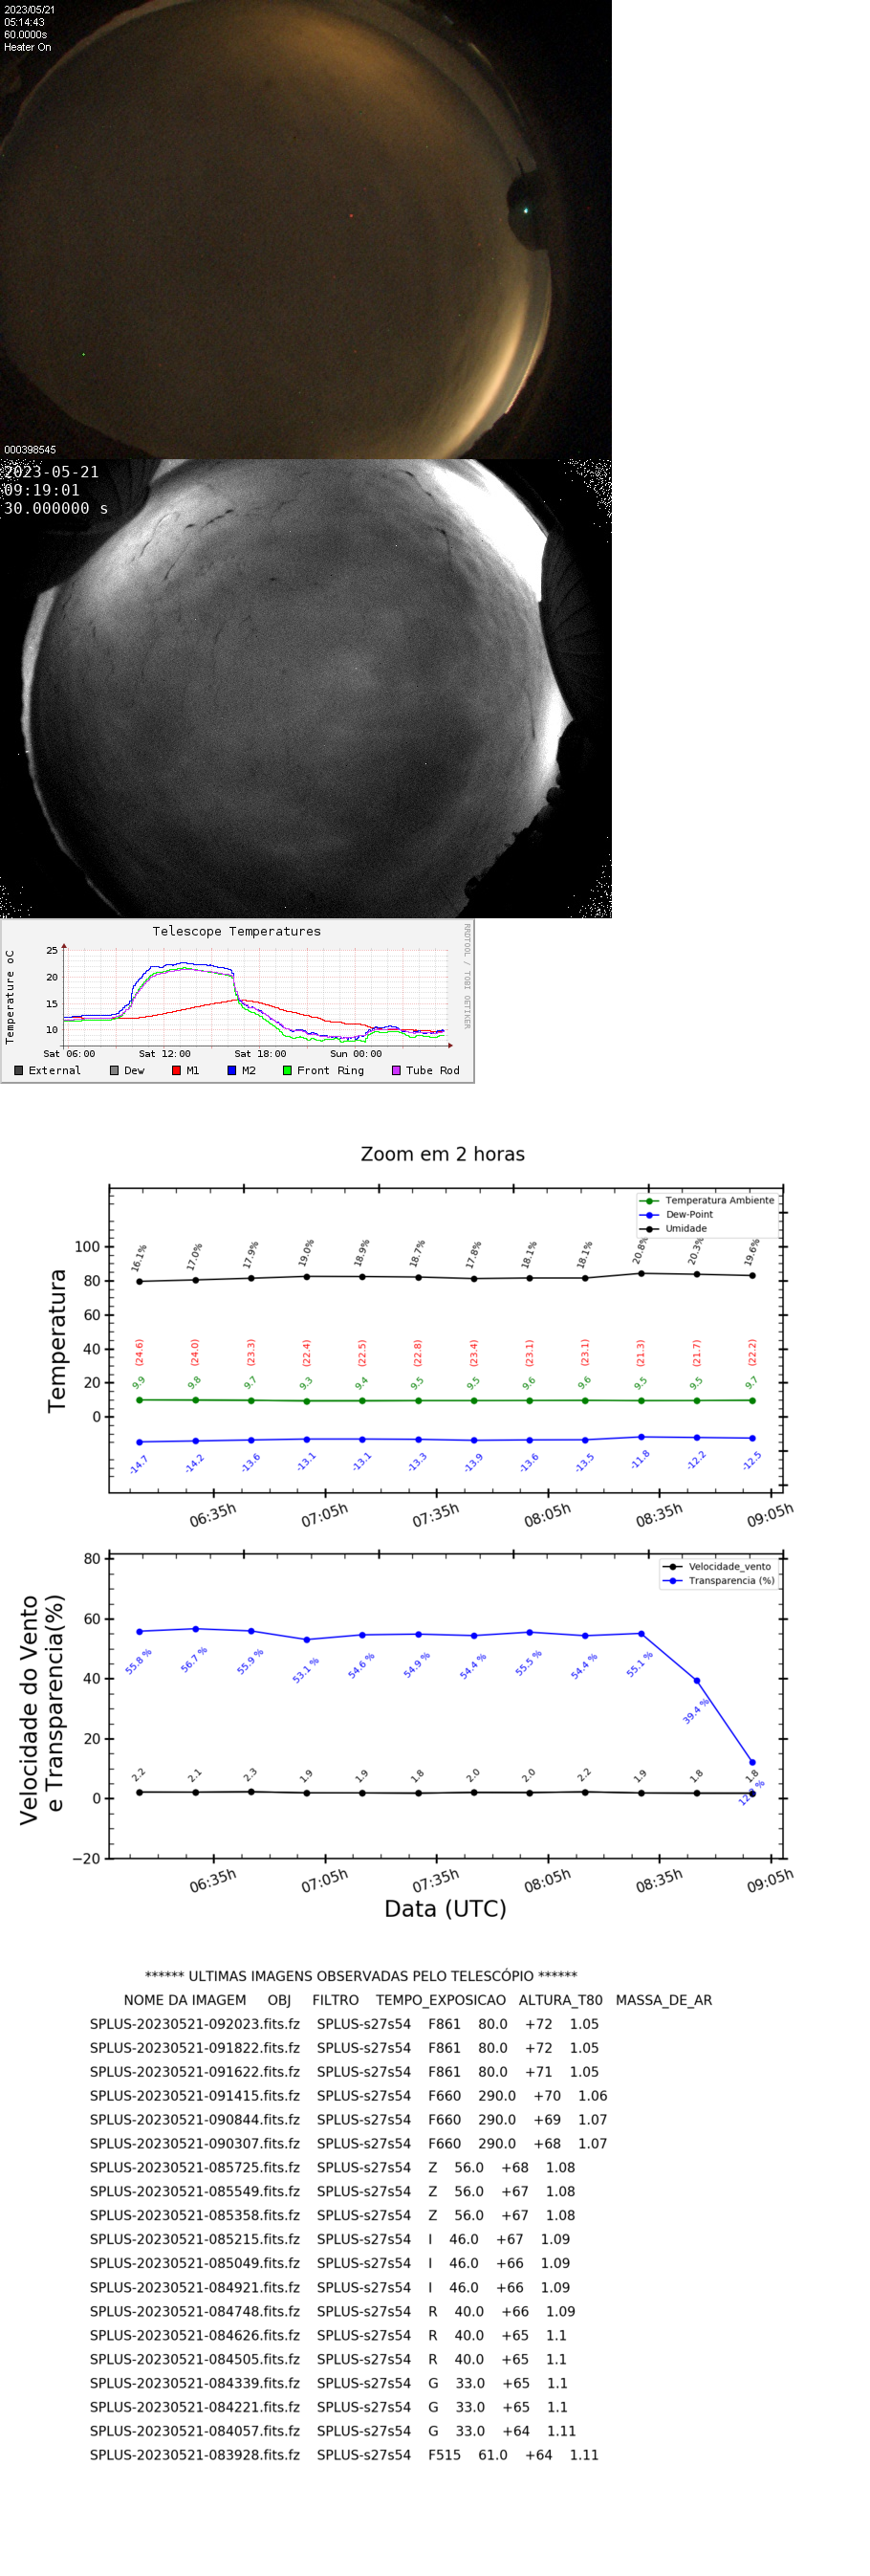 2023/05/21
05:14:43
60.0000s
Heater On
000398545
2023-05-21
09:19:01
30.000000 s
Telescope Temperatures
RRDTOOL / TOBI OETIKER
Temperature oC
25
20
15
10
Sat 06:00 Sat 12:00 Sat 18:00 Sun 00:00
External Dew M1 M2 Front Ring Tube Rod
Zoom em 2 horas
Temperatura Ambiente
Dew-Point
Umidade
Temperatura
100
80
60
40
20
0
16.1% 17.0% 17.9% 19.0% 18.9% 18.7% 17.8% 18.1% 18.1% 20.8% 20.3% 19.6%
(24.6) (24.0) (23.3) (22.4) (22.5) (22.8) (23.4) (23.1) (23.1) (21.3) (21.7) (22.2)
9.9 9.8 9.7 9.3 9.4 9.5 9.5 9.6 9.6 9.5 9.5 9.7
-14.7 -14.2 -13.6 -13.1 -13.1 -13.3 -13.9 -13.6 -13.5 -11.8 -12.2 -12.5
06:35h 07:05h 07:35h 08:05h 08:35h 09:05h
Velocidade_vento
Transparencia (%)
Velocidade do Vento
e Transparencia(%)
80
60
40
20
0
−20
55.8 % 56.7 % 55.9 % 53.1 % 54.6 % 54.9 % 54.4 % 55.5 % 54.4 % 55.1 % 39.4 %
2.2 2.1 2.3 1.9 1.9 1.8 2.0 2.0 2.2 1.9 1.8 1.8
06:35h 07:05h 07:35h 08:05h 08:35h 09:05h
Data (UTC)
****** ULTIMAS IMAGENS OBSERVADAS PELO TELESCÓPIO ******
NOME DA IMAGEM OBJ FILTRO TEMPO_EXPOSICAO ALTURA_T80 MASSA_DE_AR
SPLUS-20230521-092023.fits.fz SPLUS-s27s54 F861 80.0 +72 1.05
SPLUS-20230521-091822.fits.fz SPLUS-s27s54 F861 80.0 +72 1.05
SPLUS-20230521-091622.fits.fz SPLUS-s27s54 F861 80.0 +71 1.05
SPLUS-20230521-091415.fits.fz SPLUS-s27s54 F660 290.0 +70 1.06
SPLUS-20230521-090844.fits.fz SPLUS-s27s54 F660 290.0 +69 1.07
SPLUS-20230521-090307.fits.fz SPLUS-s27s54 F660 290.0 +68 1.07
SPLUS-20230521-085725.fits.fz SPLUS-s27s54 Z 56.0 +68 1.08
SPLUS-20230521-085549.fits.fz SPLUS-s27s54 Z 56.0 +67 1.08
SPLUS-20230521-085358.fits.fz SPLUS-s27s54 Z 56.0 +67 1.08
SPLUS-20230521-085215.fits.fz SPLUS-s27s54 I 46.0 +67 1.09
SPLUS-20230521-085049.fits.fz SPLUS-s27s54 I 46.0 +66 1.09
SPLUS-20230521-084921.fits.fz SPLUS-s27s54 I 46.0 +66 1.09
SPLUS-20230521-084748.fits.fz SPLUS-s27s54 R 40.0 +66 1.09
SPLUS-20230521-084626.fits.fz SPLUS-s27s54 R 40.0 +65 1.1
SPLUS-20230521-084505.fits.fz SPLUS-s27s54 R 40.0 +65 1.1
SPLUS-20230521-084339.fits.fz SPLUS-s27s54 G 33.0 +65 1.1
SPLUS-20230521-084221.fits.fz SPLUS-s27s54 G 33.0 +65 1.1
SPLUS-20230521-084057.fits.fz SPLUS-s27s54 G 33.0 +64 1.11
SPLUS-20230521-083928.fits.fz SPLUS-s27s54 F515 61.0 +64 1.11